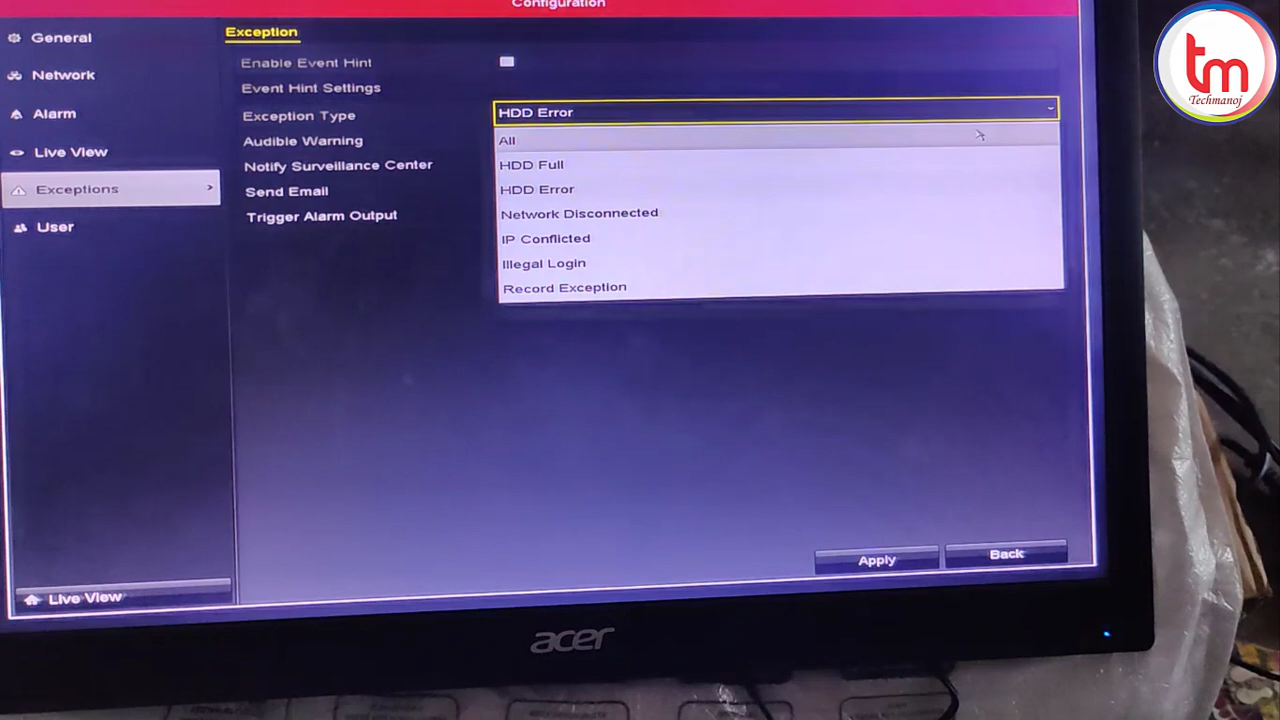 Configuration
General
Network
Alarm
Live View
Exceptions >
User
Live View
Exception
Enable Event Hint
Event Hint Settings
Exception Type HDD Error
Audible Warning
Notify Surveillance Center
Send Email
Trigger Alarm Output
All
HDD Full
HDD Error
Network Disconnected
IP Conflicted
Illegal Login
Record Exception
Apply Back
acer
tm
Techmanoj